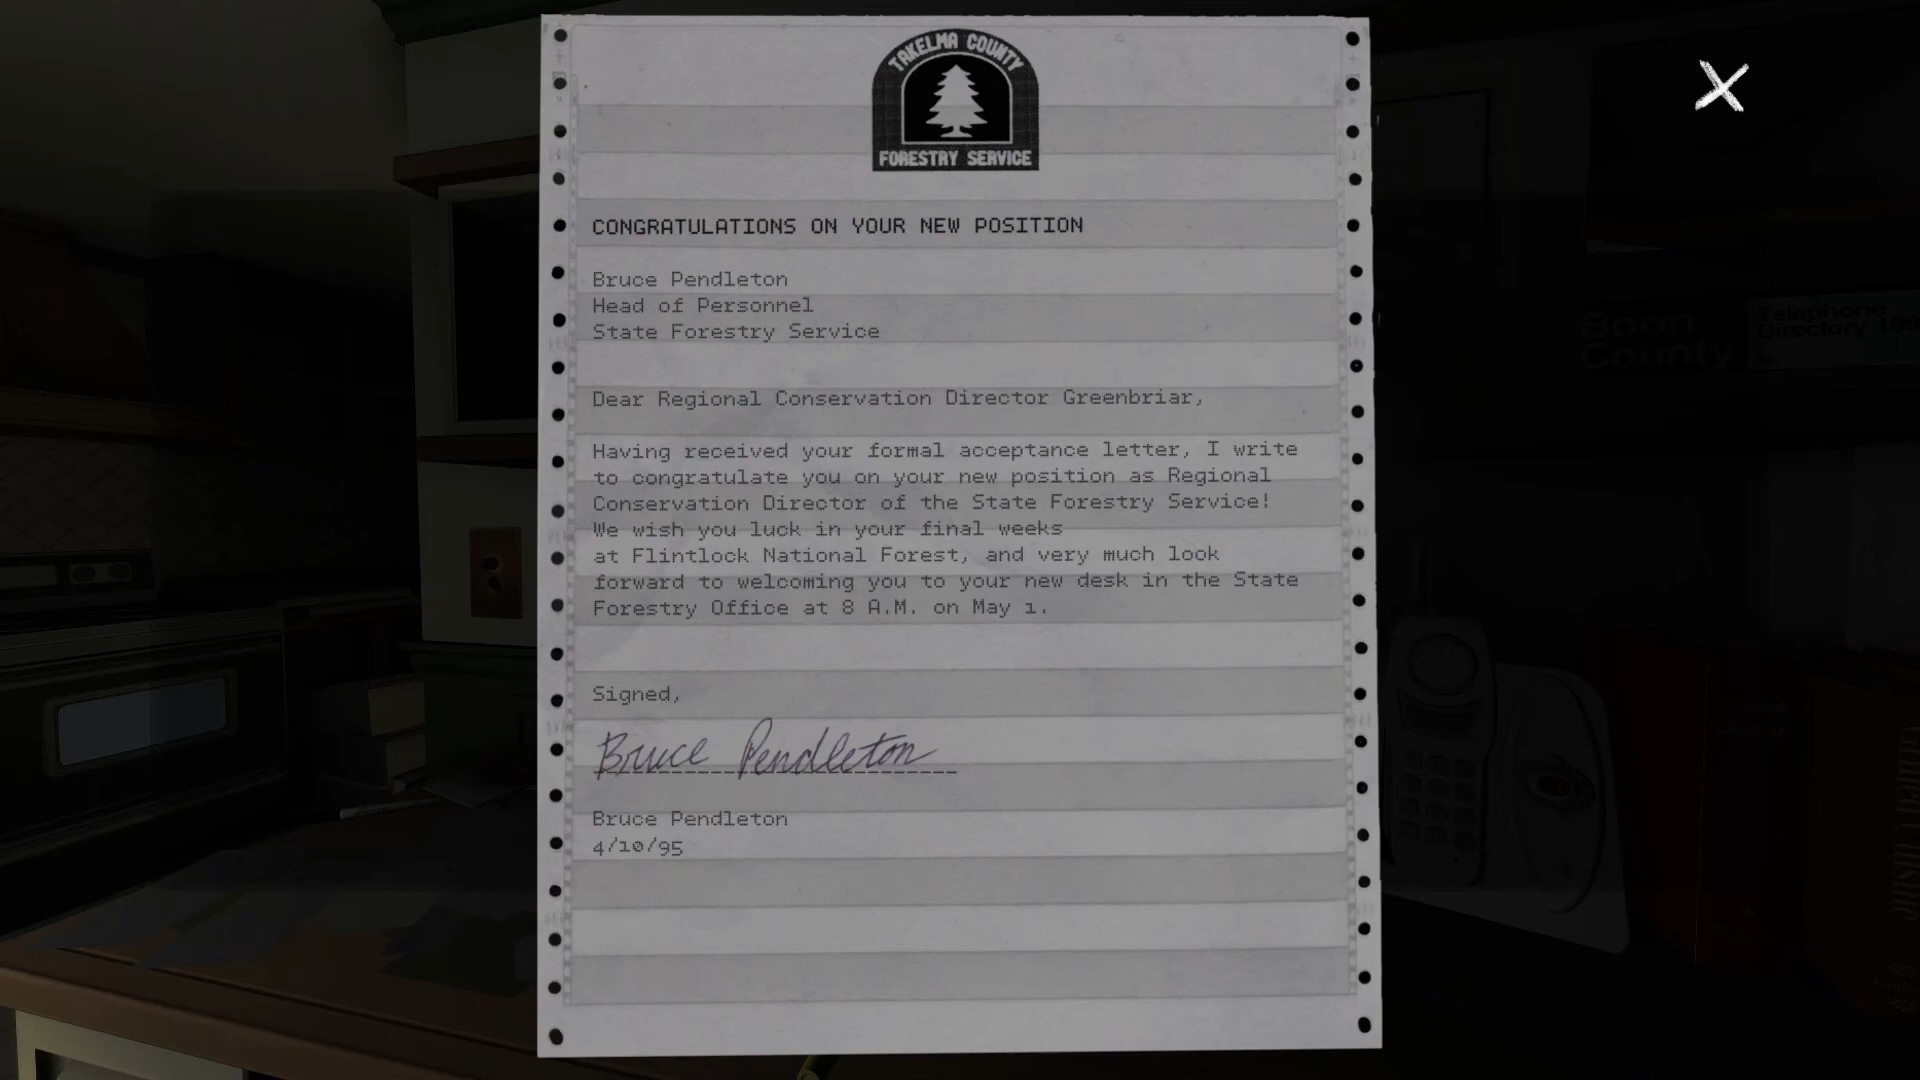 TAKELMA COUNTY
FORESTRY SERVICE
CONGRATULATIONS ON YOUR NEW POSITION
Bruce Pendleton
Head of Personnel
State Forestry Service
Dear Regional Conservation Director Greenbriar,
Having received your formal acceptance letter, I write
to congratulate you on your new position as Regional
Conservation Director of the State Forestry Service!
We wish you luck in your final weeks
at Flintlock National Forest, and very much look
forward to welcoming you to your new desk in the State
Forestry Office at 8 A.M. on May 1.
Signed,
Bruce Pendleton
Bruce Pendleton
4/10/95
Boon
County
Telephone
Directory